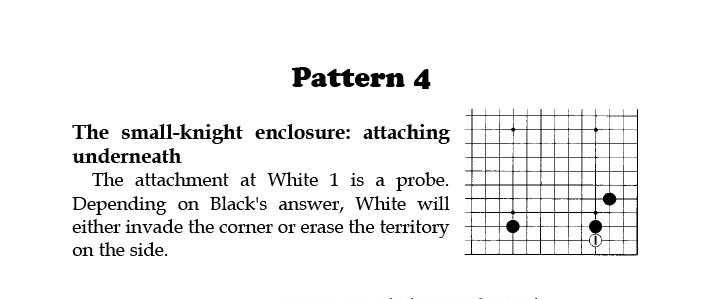 Pattern 4
The small-knight enclosure: attaching
underneath
The attachment at White 1 is a probe.
Depending on Black's answer, White will
either invade the corner or erase the territory
on the side.
1